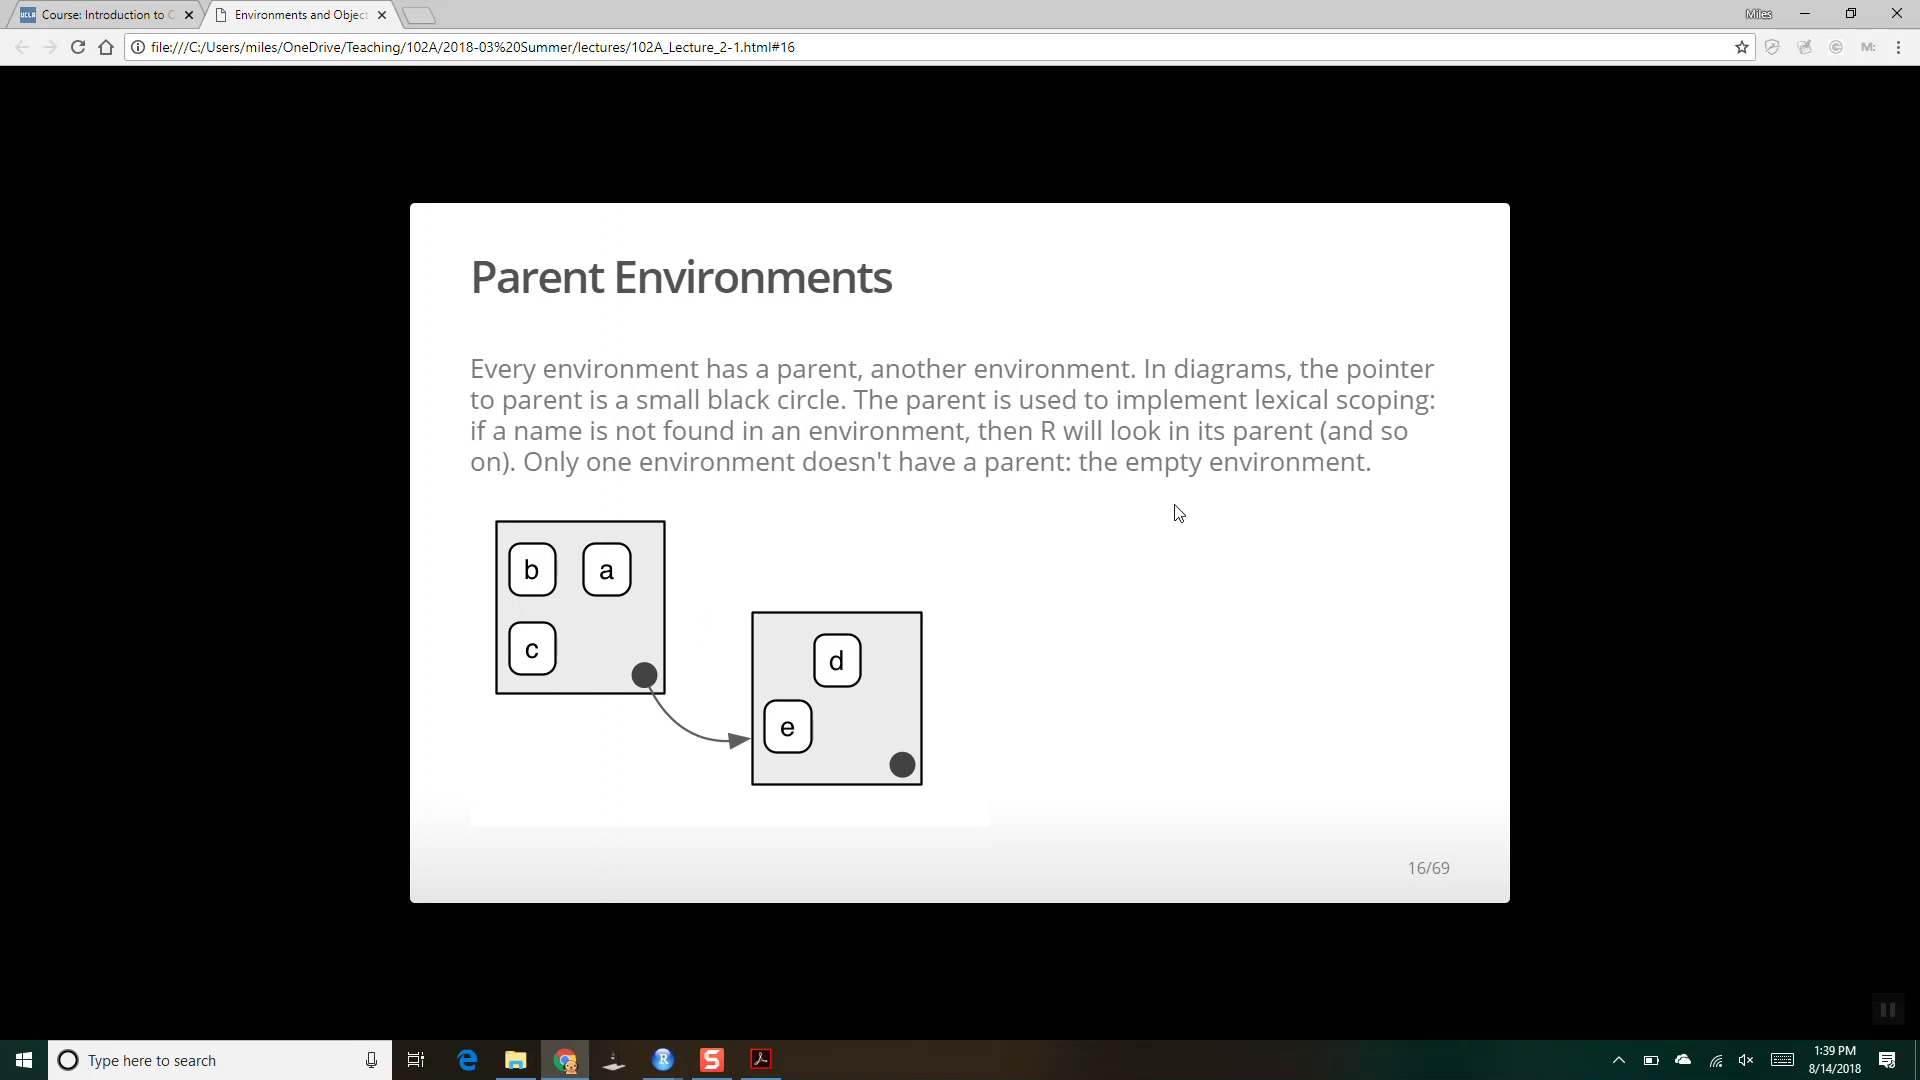 Course: Introduction to C
Environments and Object
Miles
file:///C:/Users/miles/OneDrive/Teaching/102A/2018-03%20Summer/lectures/102A_Lecture_2-1.html#16
M:
Parent Environments
Every environment has a parent, another environment. In diagrams, the pointer
to parent is a small black circle. The parent is used to implement lexical scoping:
if a name is not found in an environment, then R will look in its parent (and so
on). Only one environment doesn't have a parent: the empty environment.
b a
c
d
e
16/69
Type here to search
1:39 PM
8/14/2018